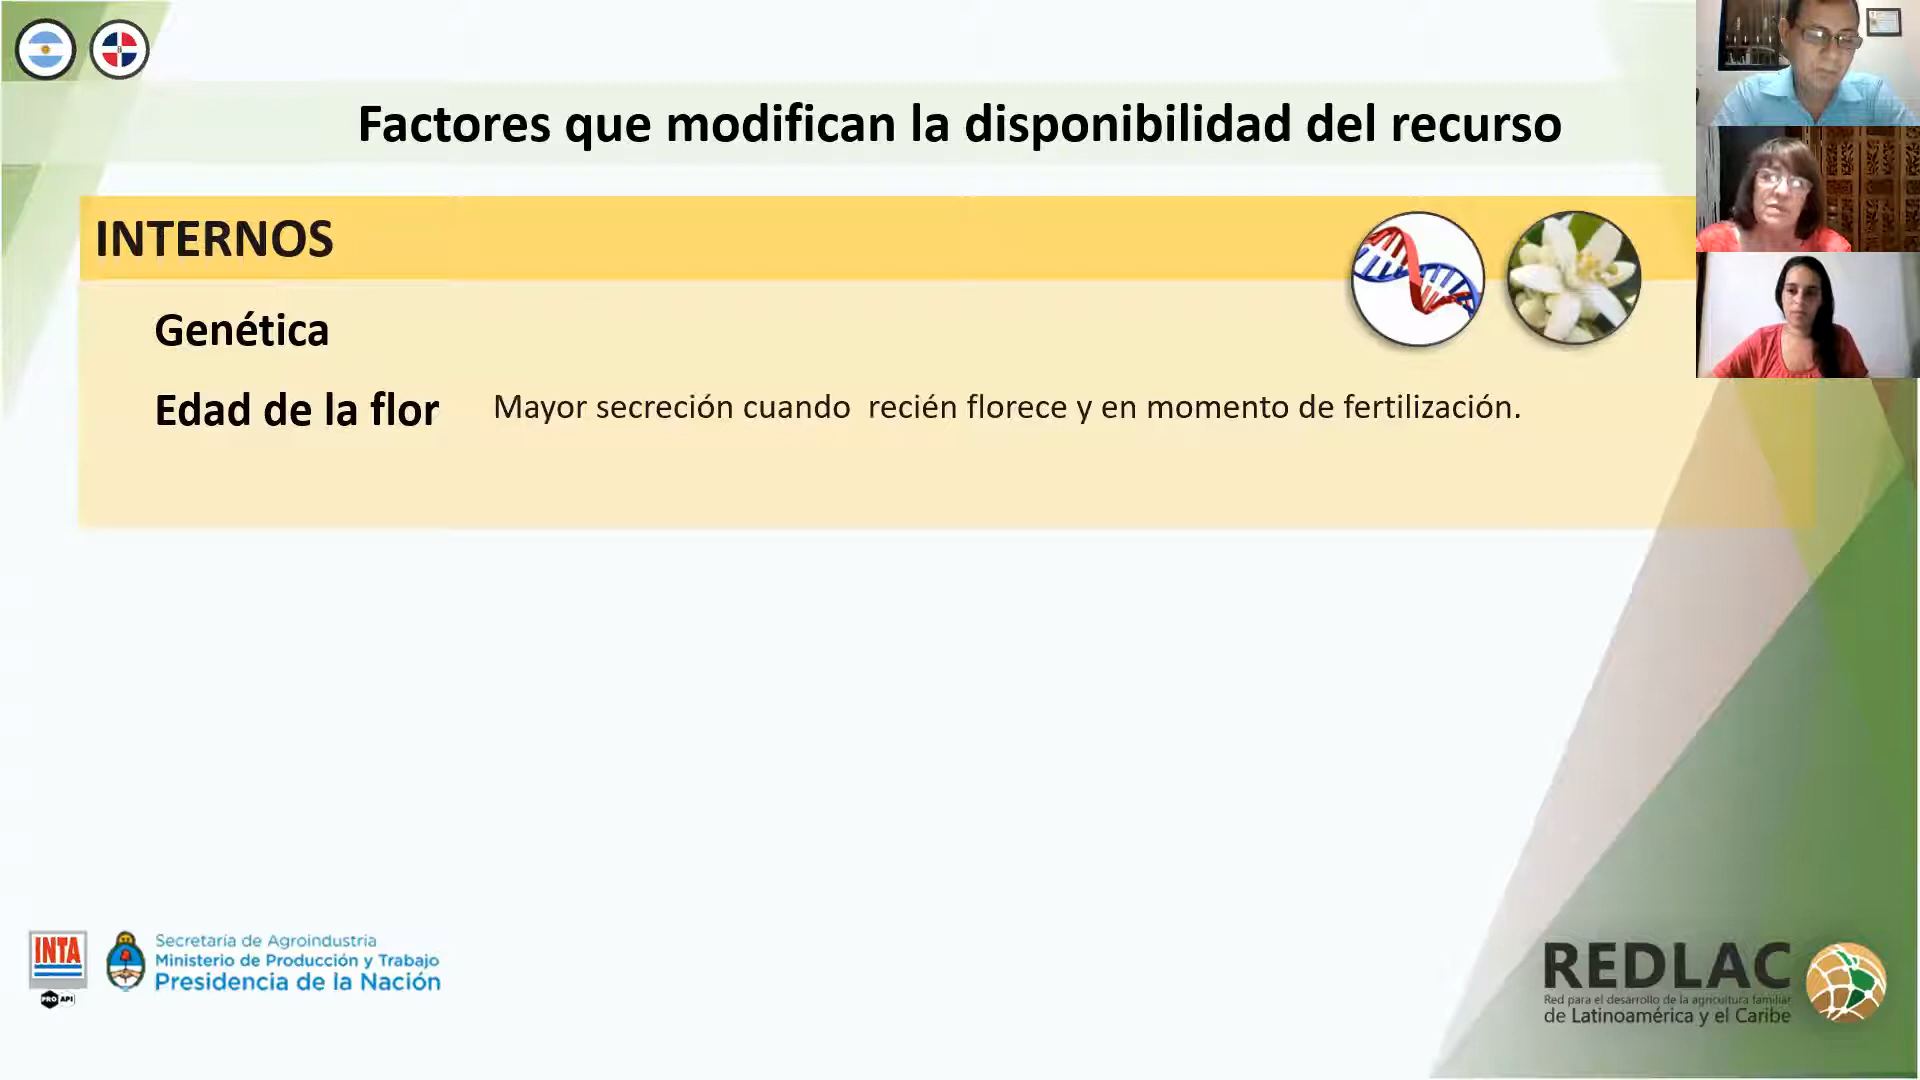 Factores que modifican la disponibilidad del recurso
INTERNOS
Genética
Edad de la flor Mayor secreción cuando  recién florece y en momento de fertilización.
INTA
PRO API
Secretaría de Agroindustria
Ministerio de Producción y Trabajo
Presidencia de la Nación
REDLAC
Red para el desarrollo de la agricultura familiar
de Latinoamérica y el Caribe